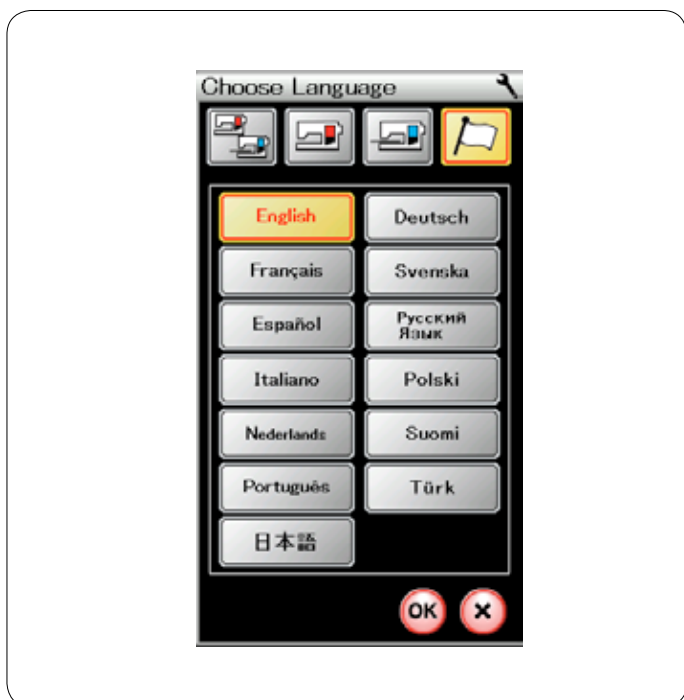 Choose Language
English
Deutsch
Français
Svenska
Español
Русский
Язык
Italiano
Polski
Nederlands
Suomi
Português
Türk
日本語
OK